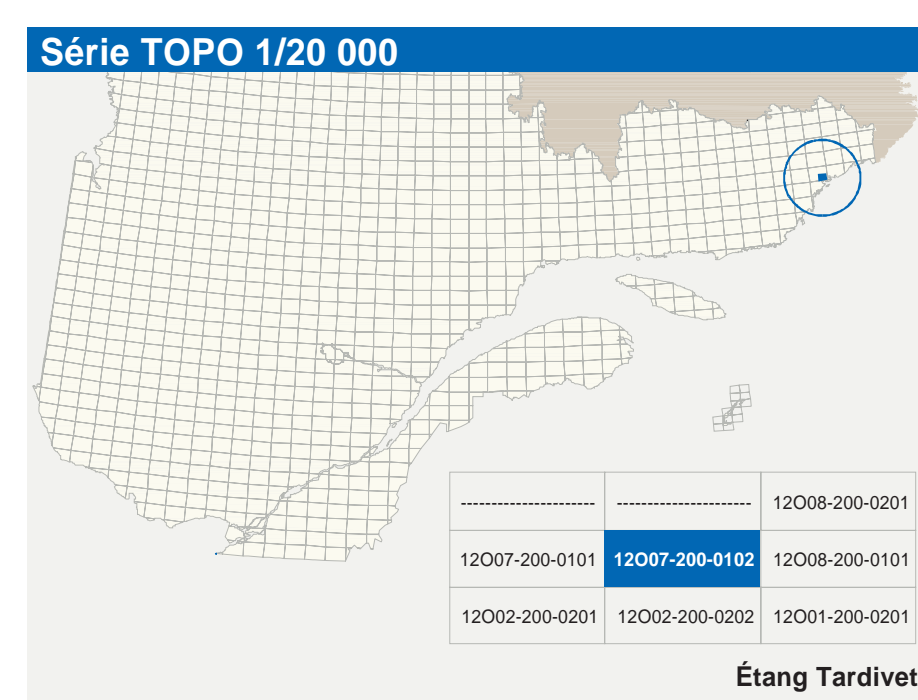 Série TOPO 1/20 000
---------------------- ---------------------- 12O08-200-0201
12O07-200-0101 12O07-200-0102 12O08-200-0101
12O02-200-0201 12O02-200-0202 12O01-200-0201
Étang Tardivet